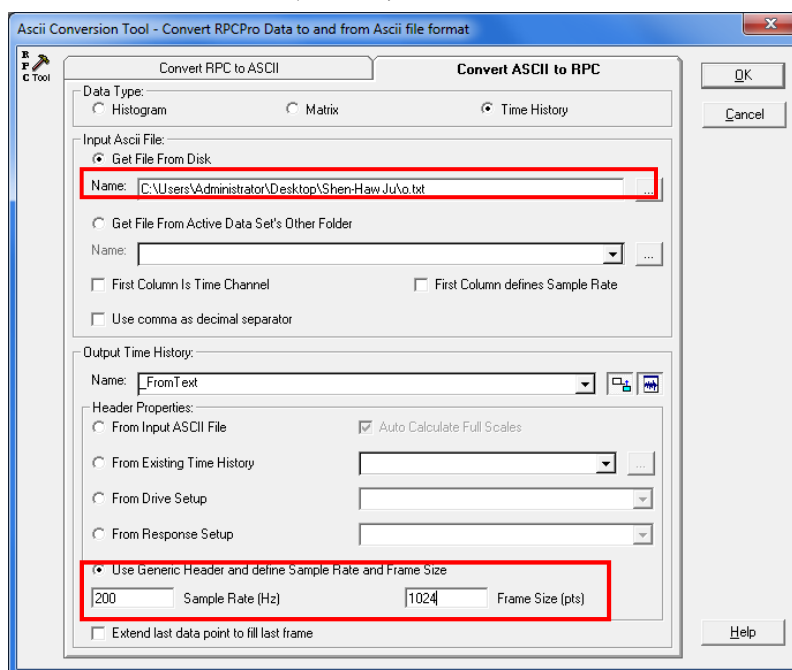 Ascii Conversion Tool - Convert RPCPro Data to and from Ascii file format
R
P
C Tool
Convert RPC to ASCII
Convert ASCII to RPC
OK
Cancel
Data Type:
Histogram
Matrix
Time History
Input Ascii File:
Get File From Disk
Name: C:\Users\Administrator\Desktop\Shen-Haw Ju\o.txt ...
Get File From Active Data Set's Other Folder
Name: ...
First Column Is Time Channel
First Column defines Sample Rate
Use comma as decimal separator
Output Time History:
Name: _FromText
Header Properties:
From Input ASCII File
Auto Calculate Full Scales
From Existing Time History ...
From Drive Setup
From Response Setup
Use Generic Header and define Sample Rate and Frame Size
200 Sample Rate (Hz) 1024 Frame Size (pts)
Extend last data point to fill last frame
Help